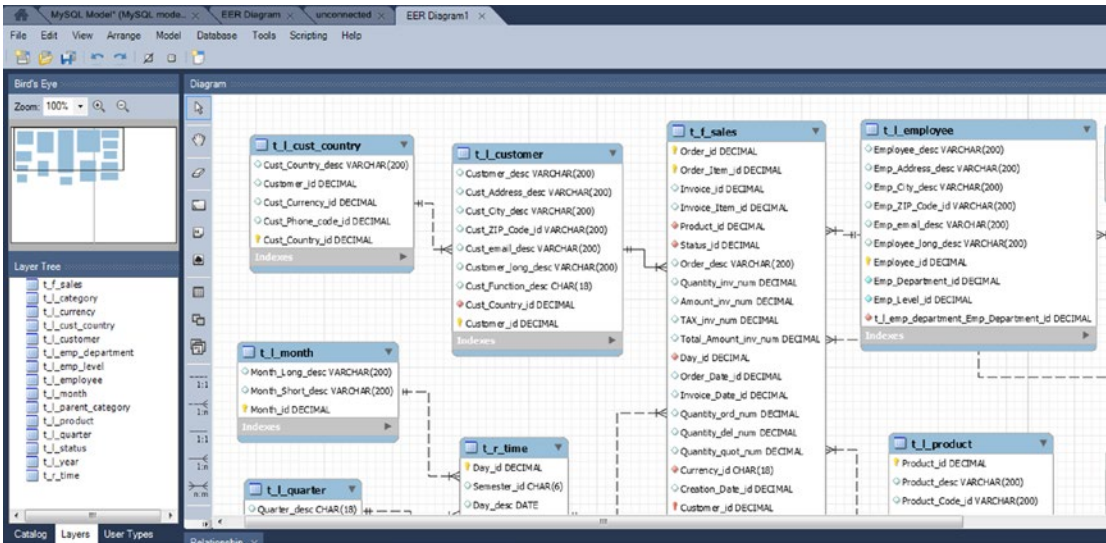 MySQL Model* (MySQL mode... × EER Diagram × unconnected × EER Diagram1 ×
File Edit View Arrange Model Database Tools Scripting Help
Bird's Eye
Zoom: 100%
Layer Tree
t_f_sales
t_l_category
t_l_currency
t_l_cust_country
t_l_customer
t_l_emp_department
t_l_emp_level
t_l_employee
t_l_month
t_l_parent_category
t_l_product
t_l_quarter
t_l_status
t_l_year
t_r_time
Catalog Layers User Types
Diagram
1:1
1:n
1:1
1:n
n:m
t_l_cust_country
Cust_Country_desc VARCHAR(200)
Customer_id DECIMAL
Cust_Currency_id DECIMAL
Cust_Phone_code_id DECIMAL
Cust_Country_id DECIMAL
Indexes
t_l_customer
Customer_desc VARCHAR(200)
Cust_Address_desc VARCHAR(200)
Cust_City_desc VARCHAR(200)
Cust_ZIP_Code_id VARCHAR(200)
Cust_email_desc VARCHAR(200)
Customer_long_desc VARCHAR(200)
Cust_Function_desc CHAR(18)
Cust_Country_id DECIMAL
Customer_id DECIMAL
Indexes
t_f_sales
Order_id DECIMAL
Order_Item_id DECIMAL
Invoice_id DECIMAL
Invoice_Item_id DECIMAL
Product_id DECIMAL
Status_id DECIMAL
Order_desc VARCHAR(200)
Quantity_inv_num DECIMAL
Amount_inv_num DECIMAL
TAX_inv_num DECIMAL
Total_Amount_inv_num DECIMAL
Day_id DECIMAL
Order_Date_id DECIMAL
Invoice_Date_id DECIMAL
Quantity_ord_num DECIMAL
Quantity_del_num DECIMAL
Quantity_quot_num DECIMAL
Currency_id CHAR(18)
Creation_Date_id DECIMAL
Customer_id DECIMAL
t_l_employee
Employee_desc VARCHAR(200)
Emp_Address_desc VARCHAR(200)
Emp_City_desc VARCHAR(200)
Emp_ZIP_Code_id VARCHAR(200)
Emp_email_desc VARCHAR(200)
Employee_long_desc VARCHAR(200)
Employee_id DECIMAL
Emp_Department_id DECIMAL
Emp_Level_id DECIMAL
t_l_emp_department_Emp_Department_id DECIMAL
Indexes
t_l_month
Month_Long_desc VARCHAR(200)
Month_Short_desc VARCHAR(200)
Month_id DECIMAL
Indexes
t_l_quarter
Quarter_desc CHAR(18)
t_r_time
Day_id DECIMAL
Semester_id CHAR(6)
Day_desc DATE
t_l_product
Product_id DECIMAL
Product_desc VARCHAR(200)
Product_Code_id VARCHAR(200)
Relationship ×